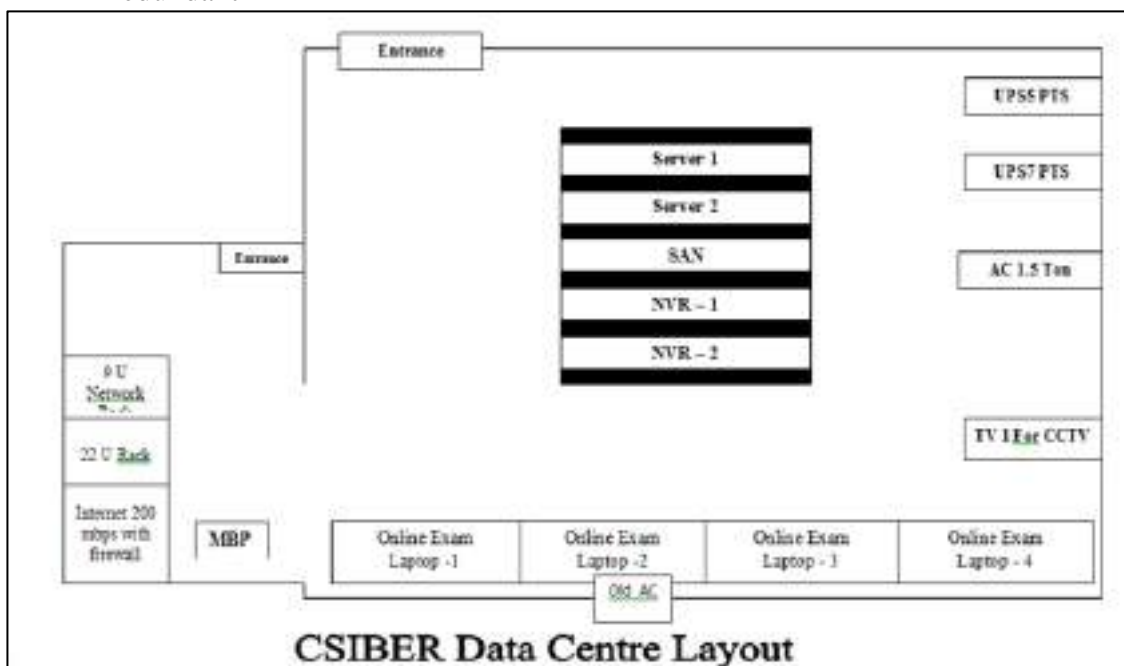 Entrance
UPS5 PTS
Server 1
UPS7 PTS
Server 2
Entrance
SAN
AC 1.5 Ton
NVR – 1
NVR – 2
9 U
Network
TV 1 For CCTV
22 U Rack
Internet 200
mbps with
firewall
MBP
Online Exam
Laptop -1
Online Exam
Laptop -2
Online Exam
Laptop - 3
Online Exam
Laptop - 4
Old AC
CSIBER Data Centre Layout